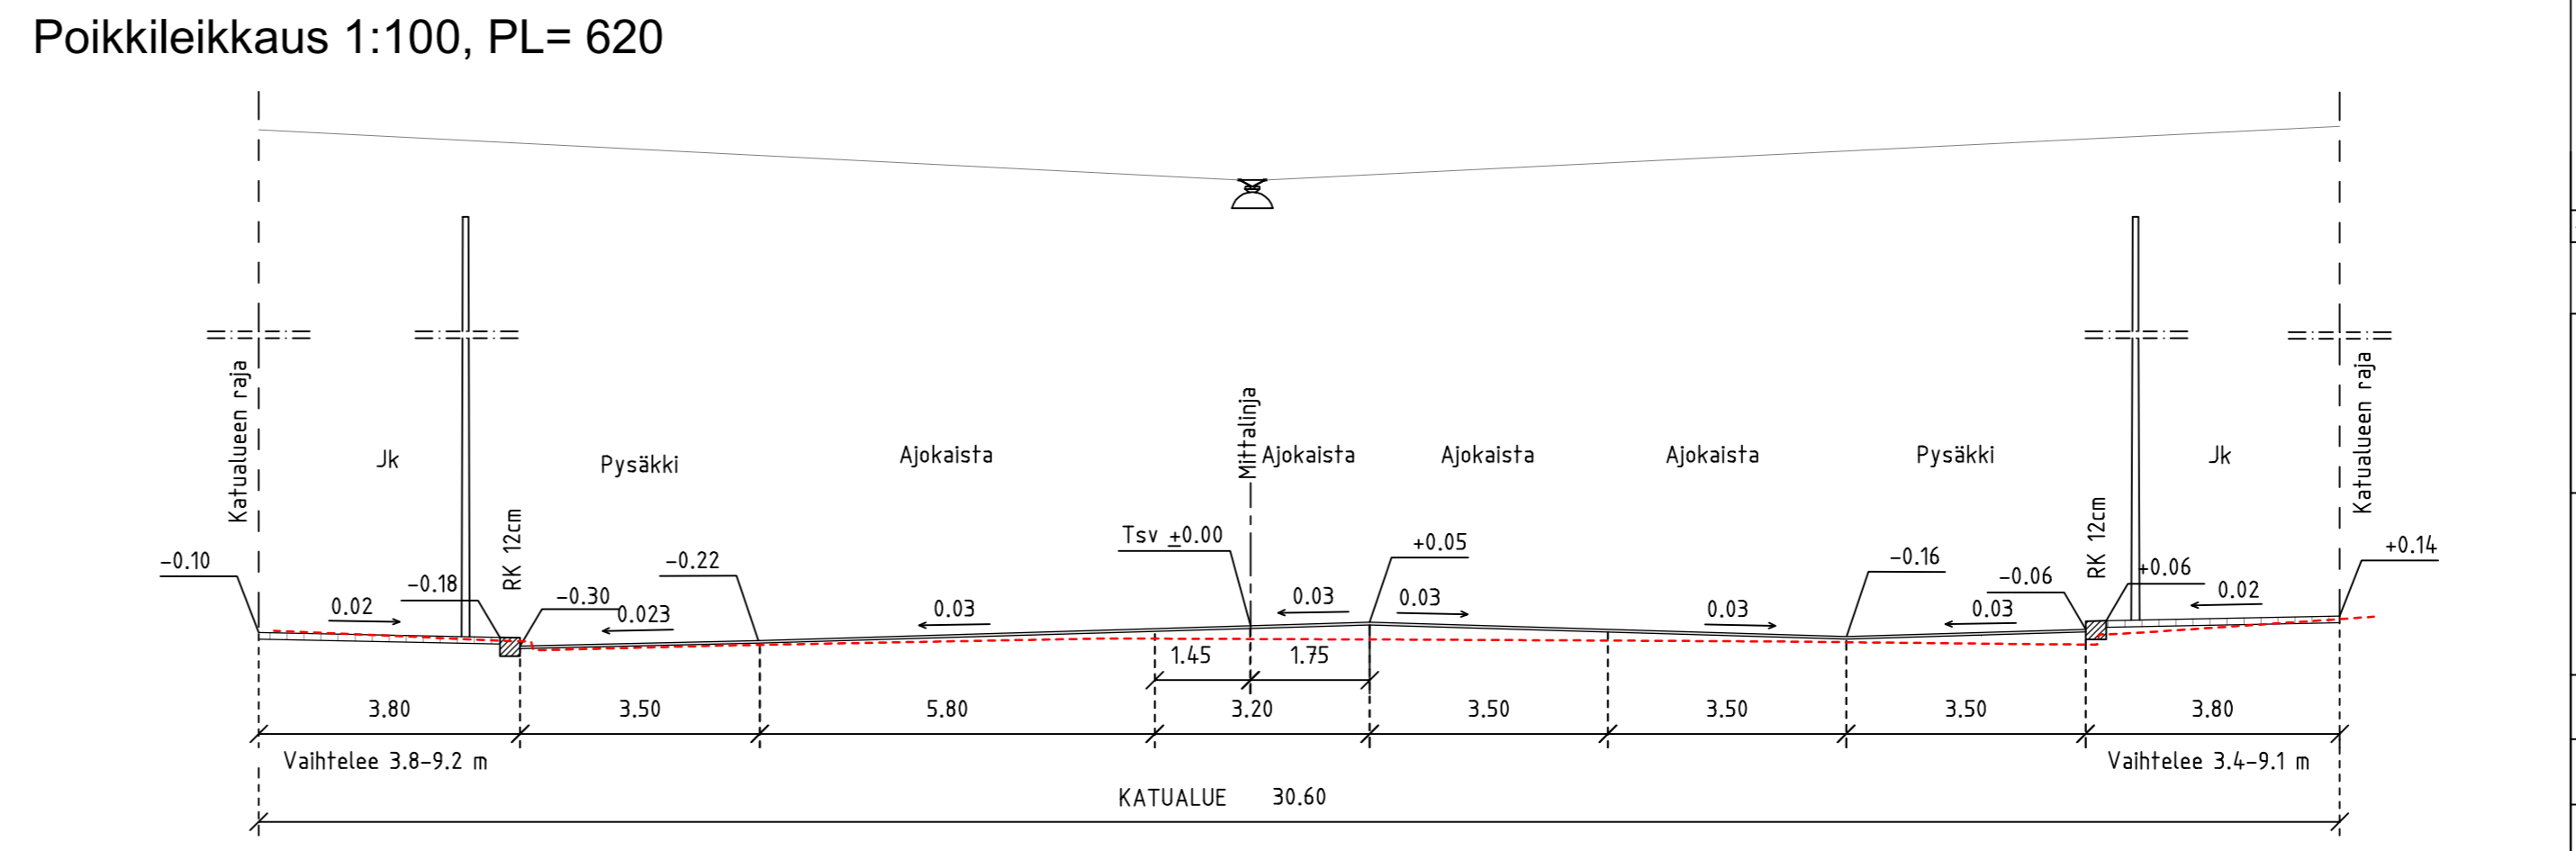 Poikkileikkaus 1:100, PL= 620
Katualueen raja
Mittalinja
Katualueen raja
Jk
Pysäkki
Ajokaista
Ajokaista
Ajokaista
Ajokaista
Pysäkki
Jk
RK 12cm
RK 12cm
-0.10
-0.18
-0.30
-0.22
Tsv ±0.00
+0.05
-0.16
-0.06
+0.06
+0.14
0.02
0.023
0.03
0.03
0.03
0.03
0.03
0.02
1.45
1.75
3.80
3.50
5.80
3.20
3.50
3.50
3.50
3.80
Vaihtelee 3.8-9.2 m
Vaihtelee 3.4-9.1 m
KATUALUE 30.60